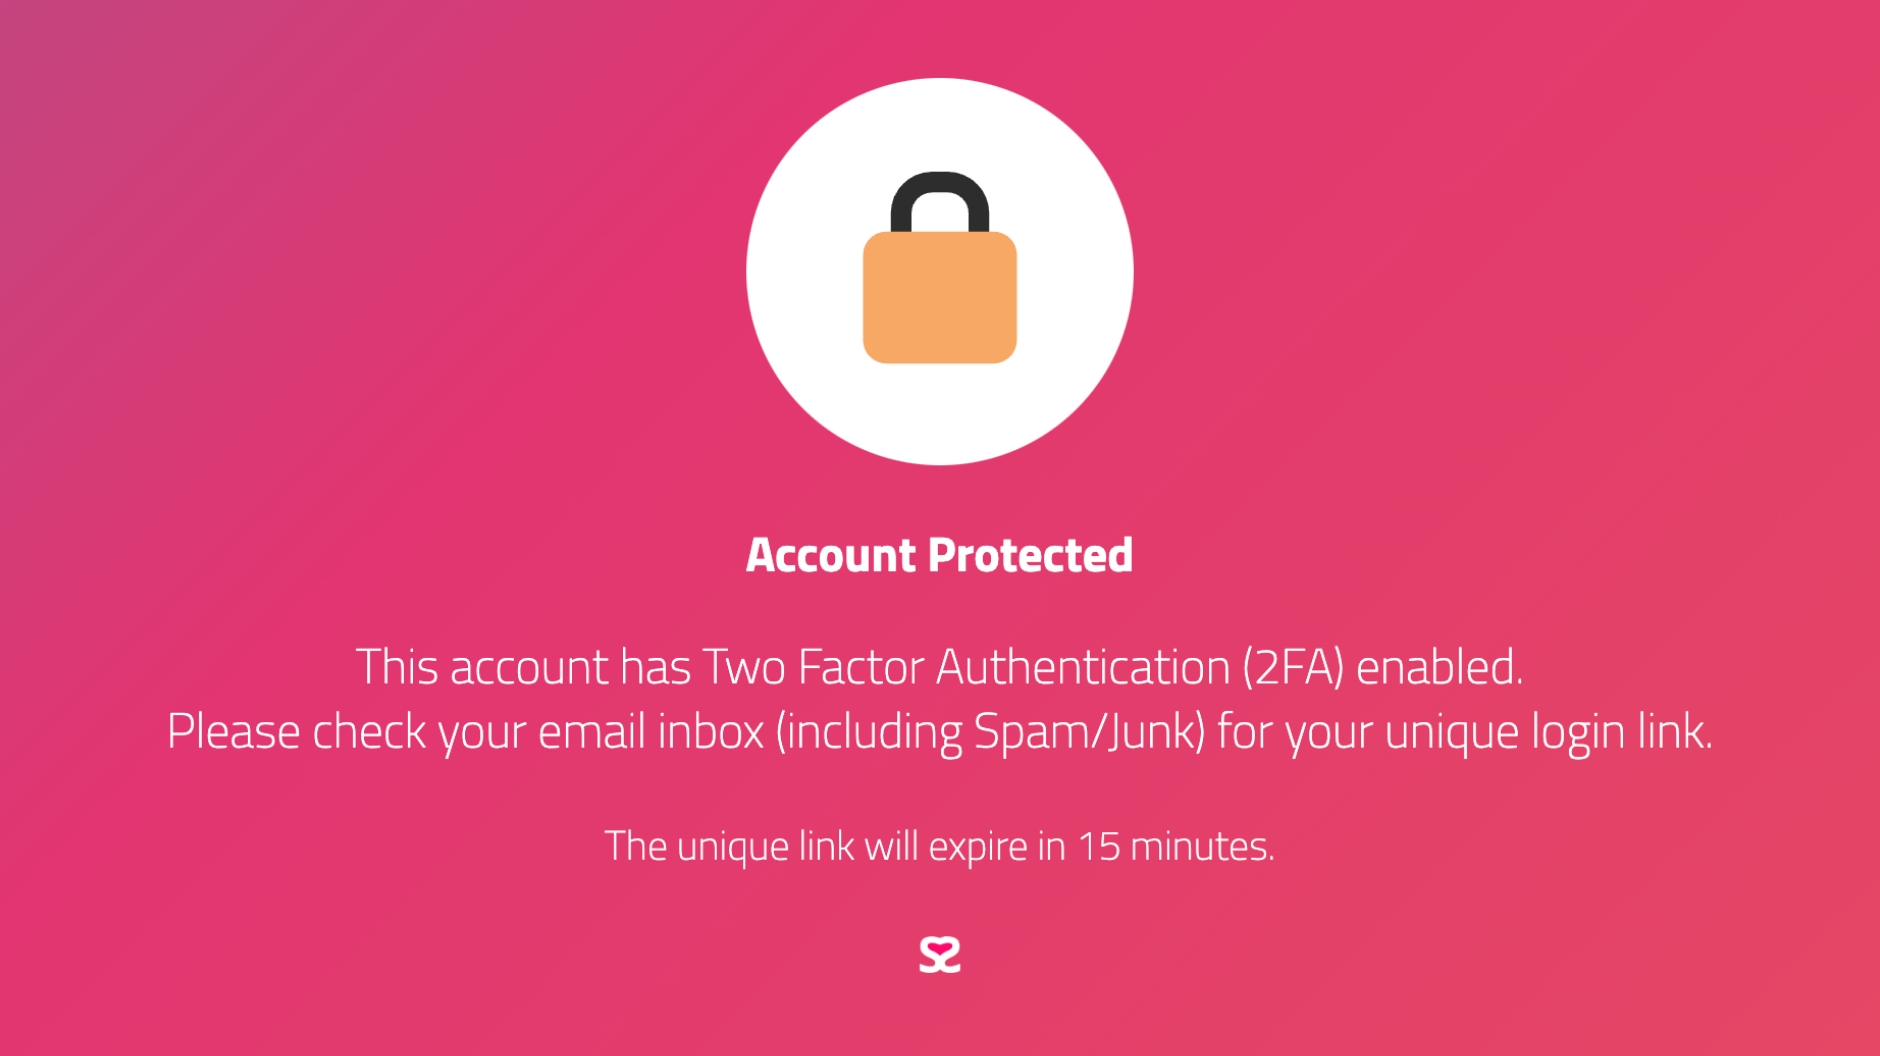 Account Protected
This account has Two Factor Authentication (2FA) enabled.
Please check your email inbox (including Spam/Junk) for your unique login link.
The unique link will expire in 15 minutes.